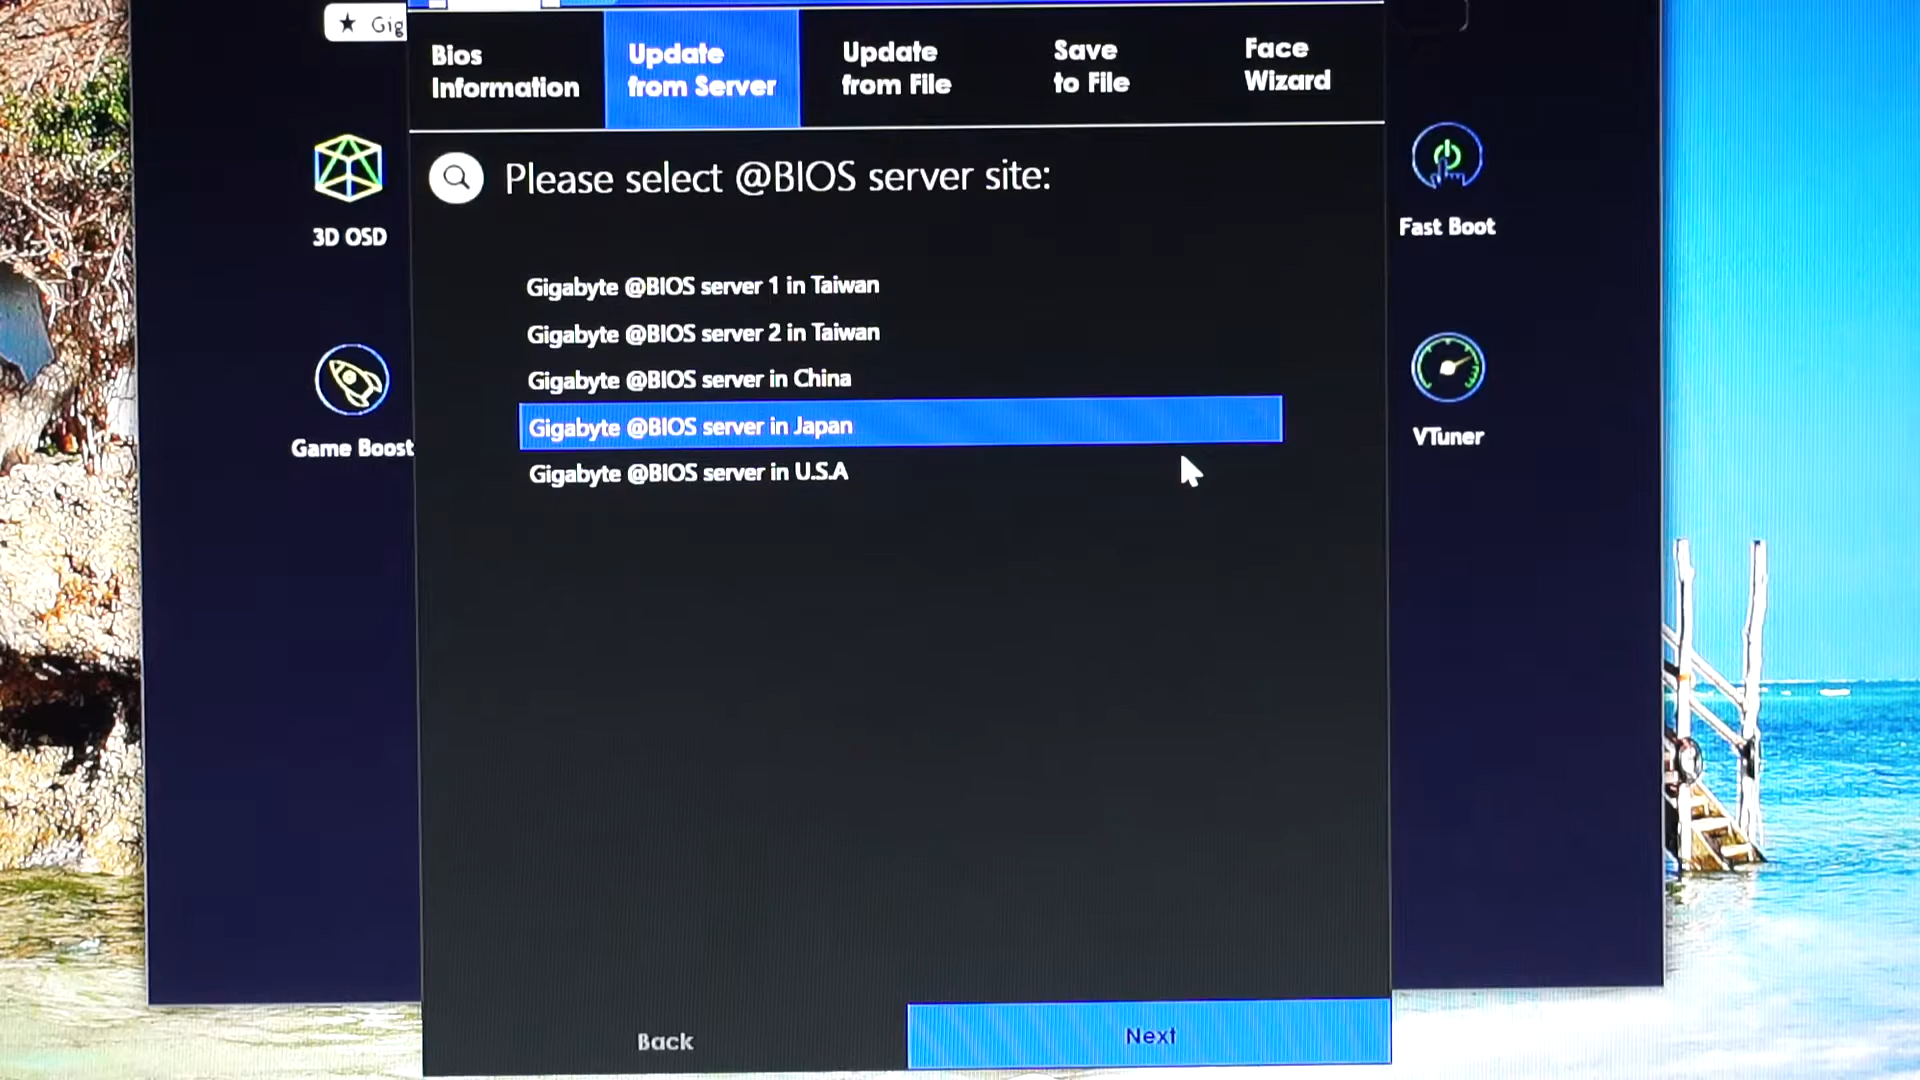 Gig
Bios
Information
Update
from Server
Update
from File
Save
to File
Face
Wizard
Please select @BIOS server site:
3D OSD
Fast Boot
Gigabyte @BIOS server 1 in Taiwan
Gigabyte @BIOS server 2 in Taiwan
Gigabyte @BIOS server in China
Gigabyte @BIOS server in Japan
Gigabyte @BIOS server in U.S.A
Game Boost
VTuner
Back
Next